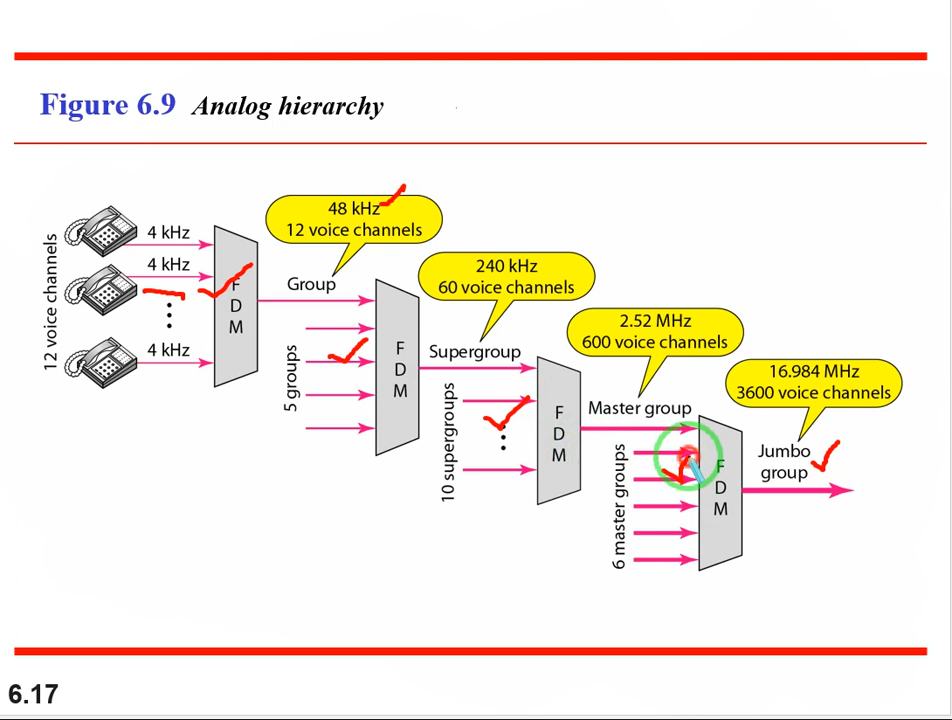 Figure 6.9 Analog hierarchy
12 voice channels
4 kHz
4 kHz
4 kHz
F
D
M
48 kHz
12 voice channels
Group
5 groups
F
D
M
240 kHz
60 voice channels
Supergroup
10 supergroups
F
D
M
2.52 MHz
600 voice channels
Master group
6 master groups
F
D
M
16.984 MHz
3600 voice channels
Jumbo
group
6.17